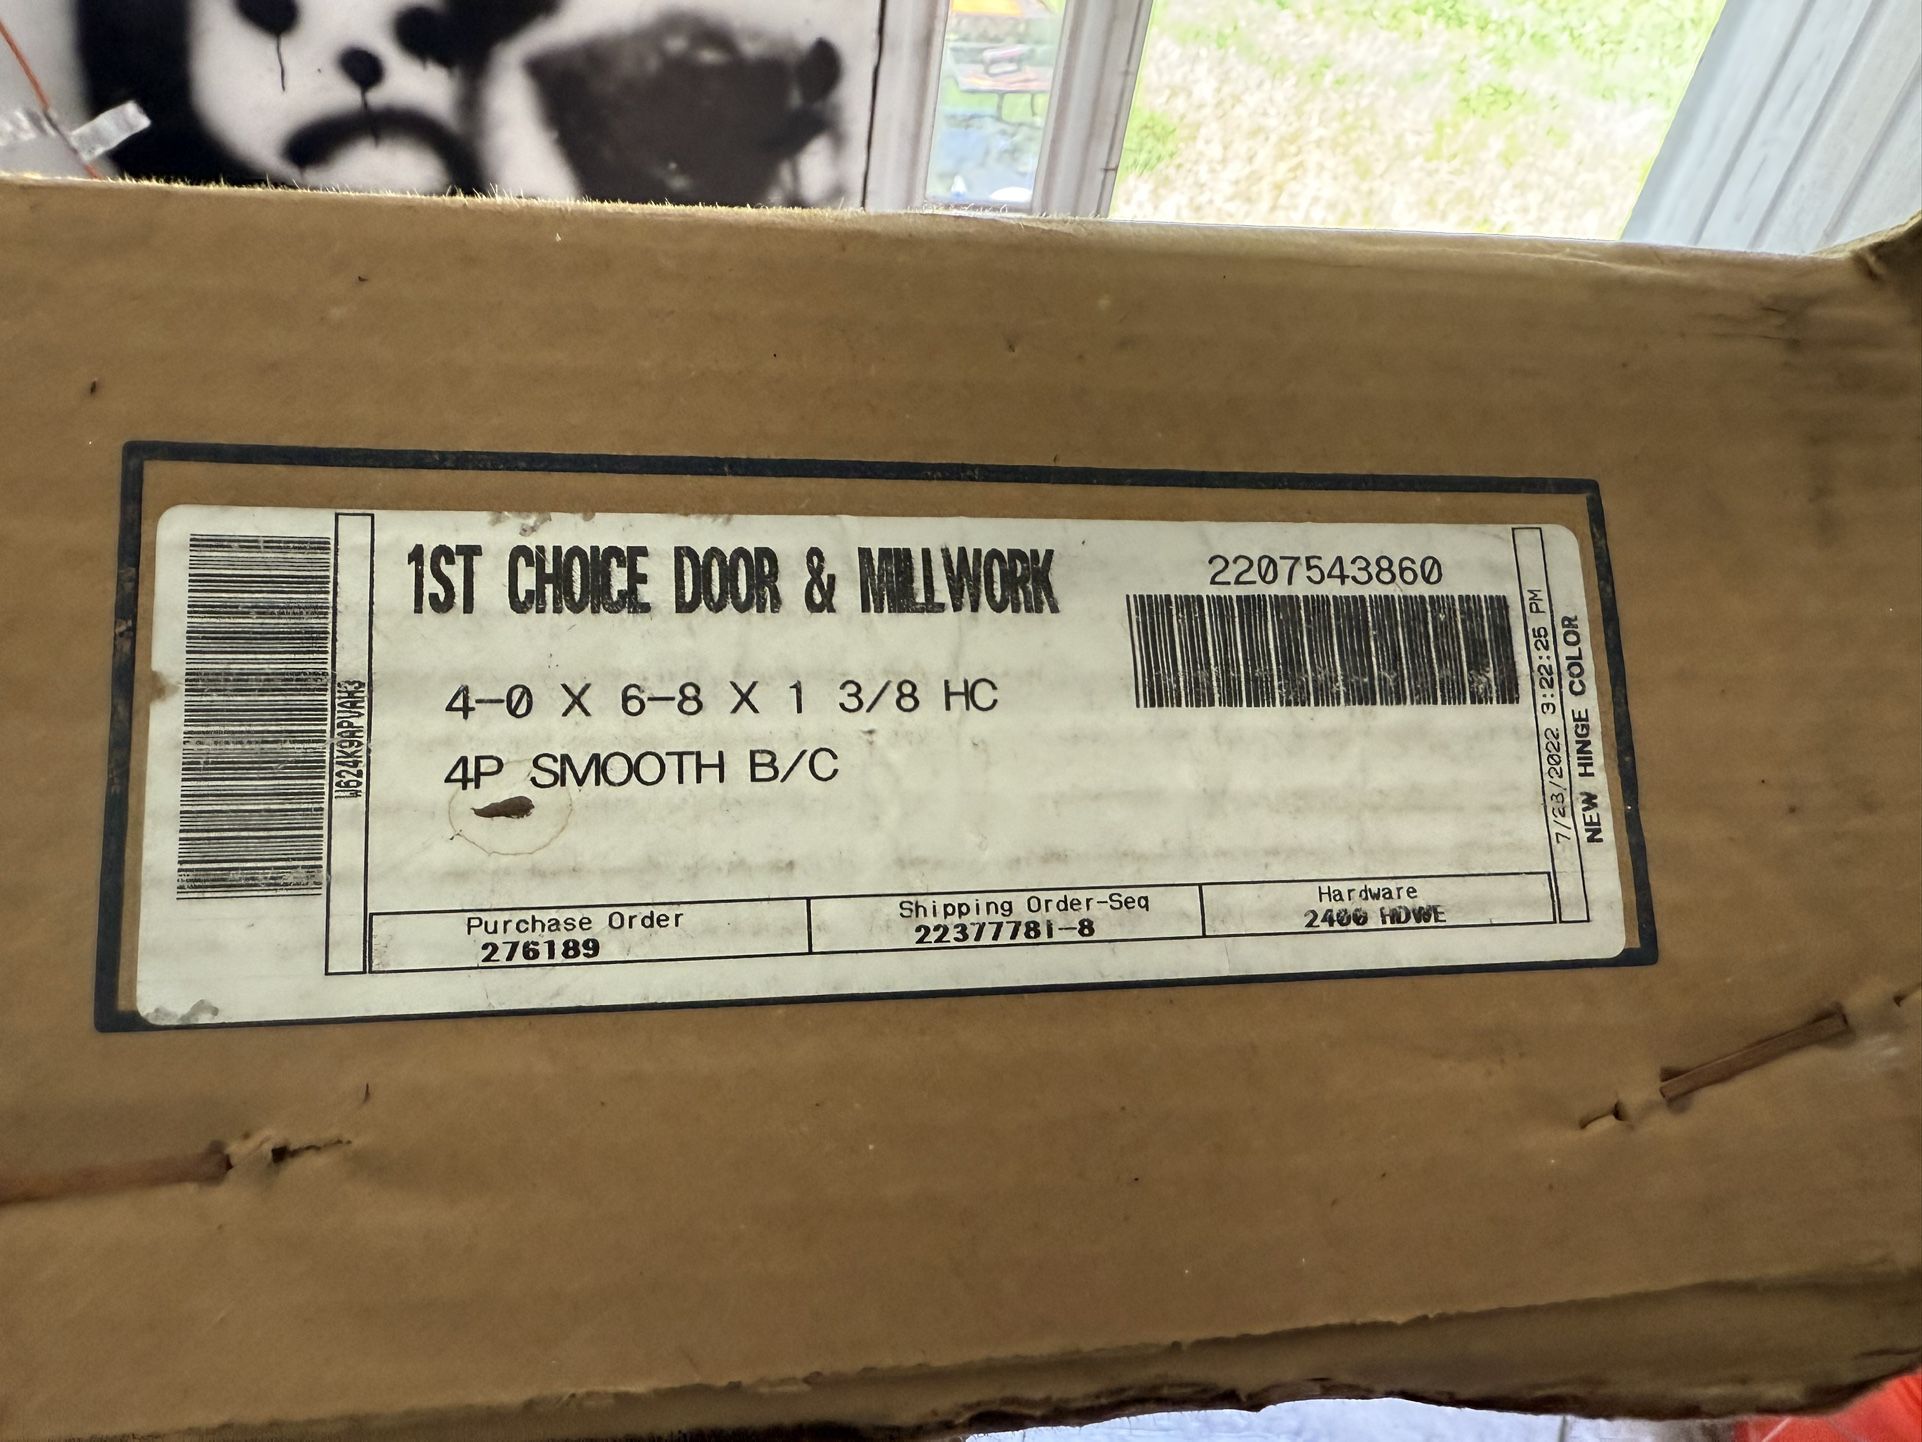 1ST CHOICE DOOR & MILLWORK
2207543860
4-0 X 6-8 X 1 3/8 HC
4P SMOOTH B/C
W624K9APVAH3
7/23/2022 3:22:25 PM
NEW HINGE COLOR
Purchase Order
276189
Shipping Order-Seq
22377781-8
Hardware
2400 HDWE